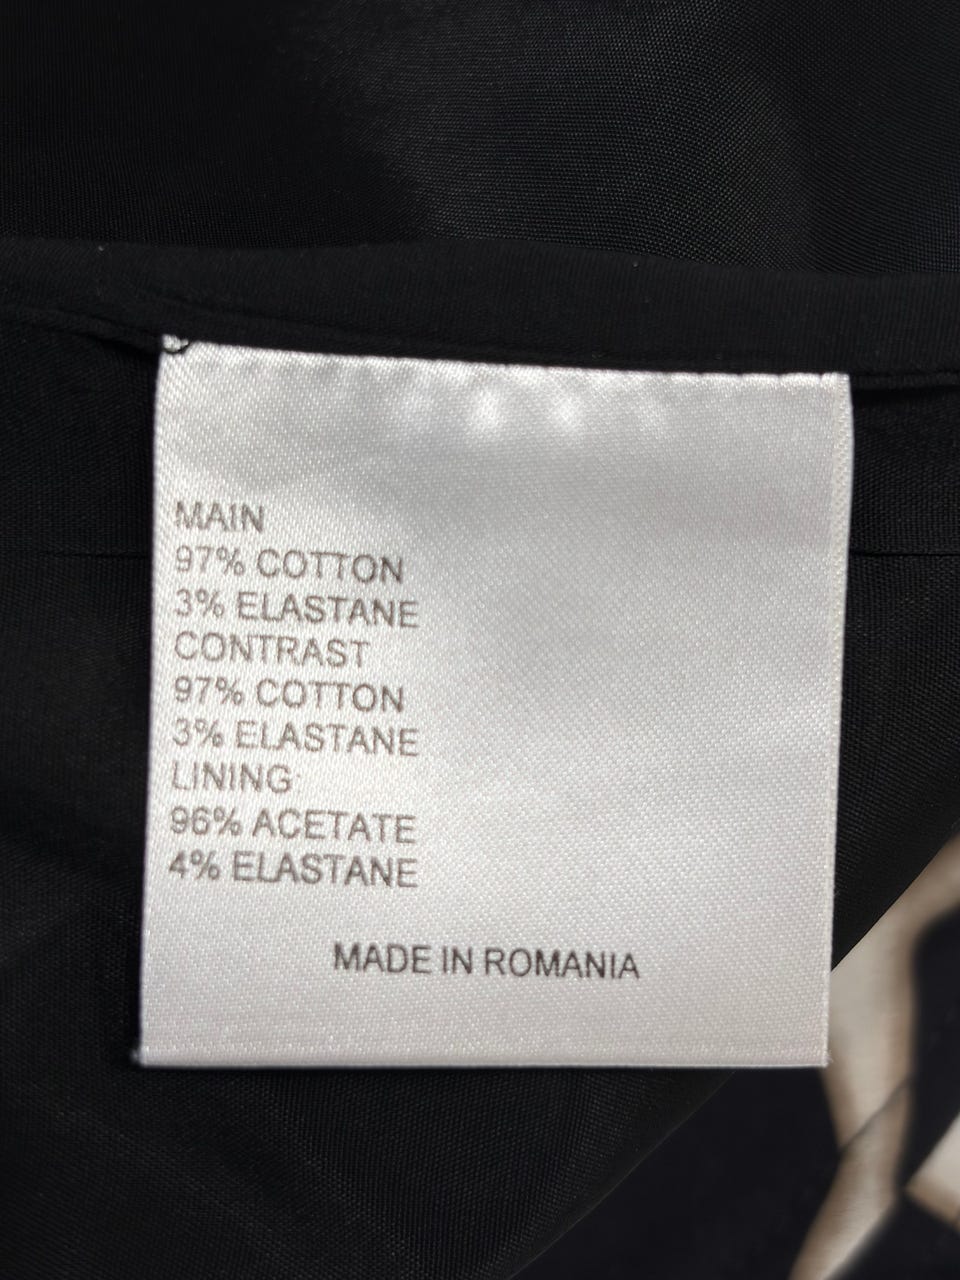 MAIN
97% COTTON
3% ELASTANE
CONTRAST
97% COTTON
3% ELASTANE
LINING
96% ACETATE
4% ELASTANE
MADE IN ROMANIA